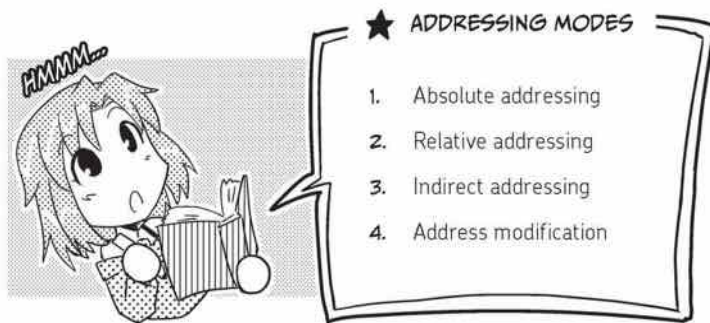 HMMM...
★ ADDRESSING MODES
1. Absolute addressing
2. Relative addressing
3. Indirect addressing
4. Address modification